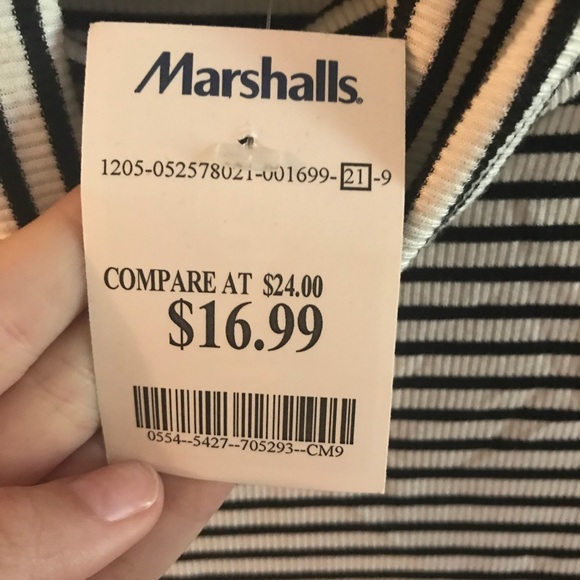 Marshalls.
1205-052578021-001699-21-9
COMPARE AT $24.00
$16.99
0554--5427--705293--CM9